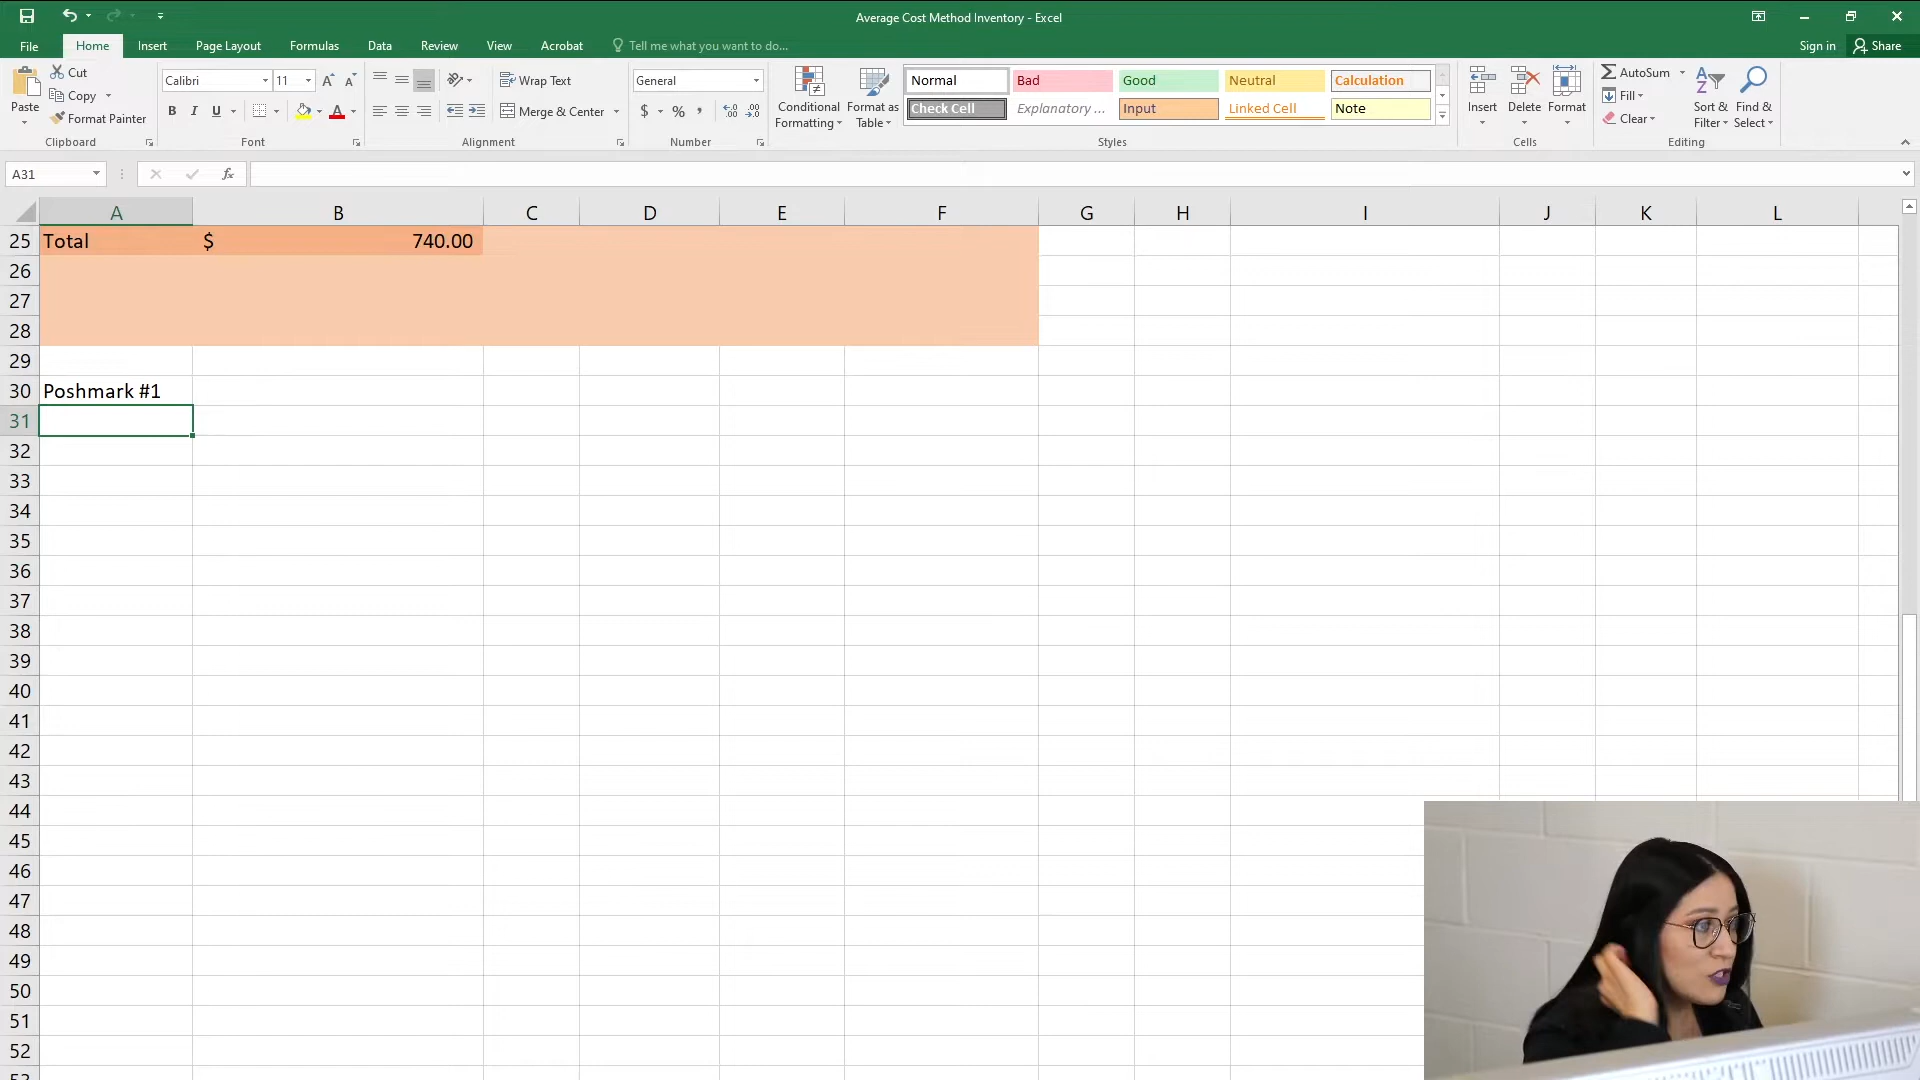 Average Cost Method Inventory - Excel
File Home Insert Page Layout Formulas Data Review View Acrobat Tell me what you want to do... Sign in Share
Paste
Cut
Copy
Format Painter
Clipboard
Calibri 11 A A
B I U A
Font
Wrap Text
Merge & Center
Alignment
General
$ % ,
Number
Conditional Formatting
Format as Table
Normal Bad Good Neutral Calculation
Check Cell Explanatory ... Input Linked Cell Note
Styles
Insert Delete Format
Cells
AutoSum
Fill
Clear
Sort & Filter
Find & Select
Editing
A31 fx
A B C D E F G H I J K L
25 Total $ 740.00
26
27
28
29
30 Poshmark #1
31
32
33
34
35
36
37
38
39
40
41
42
43
44
45
46
47
48
49
50
51
52